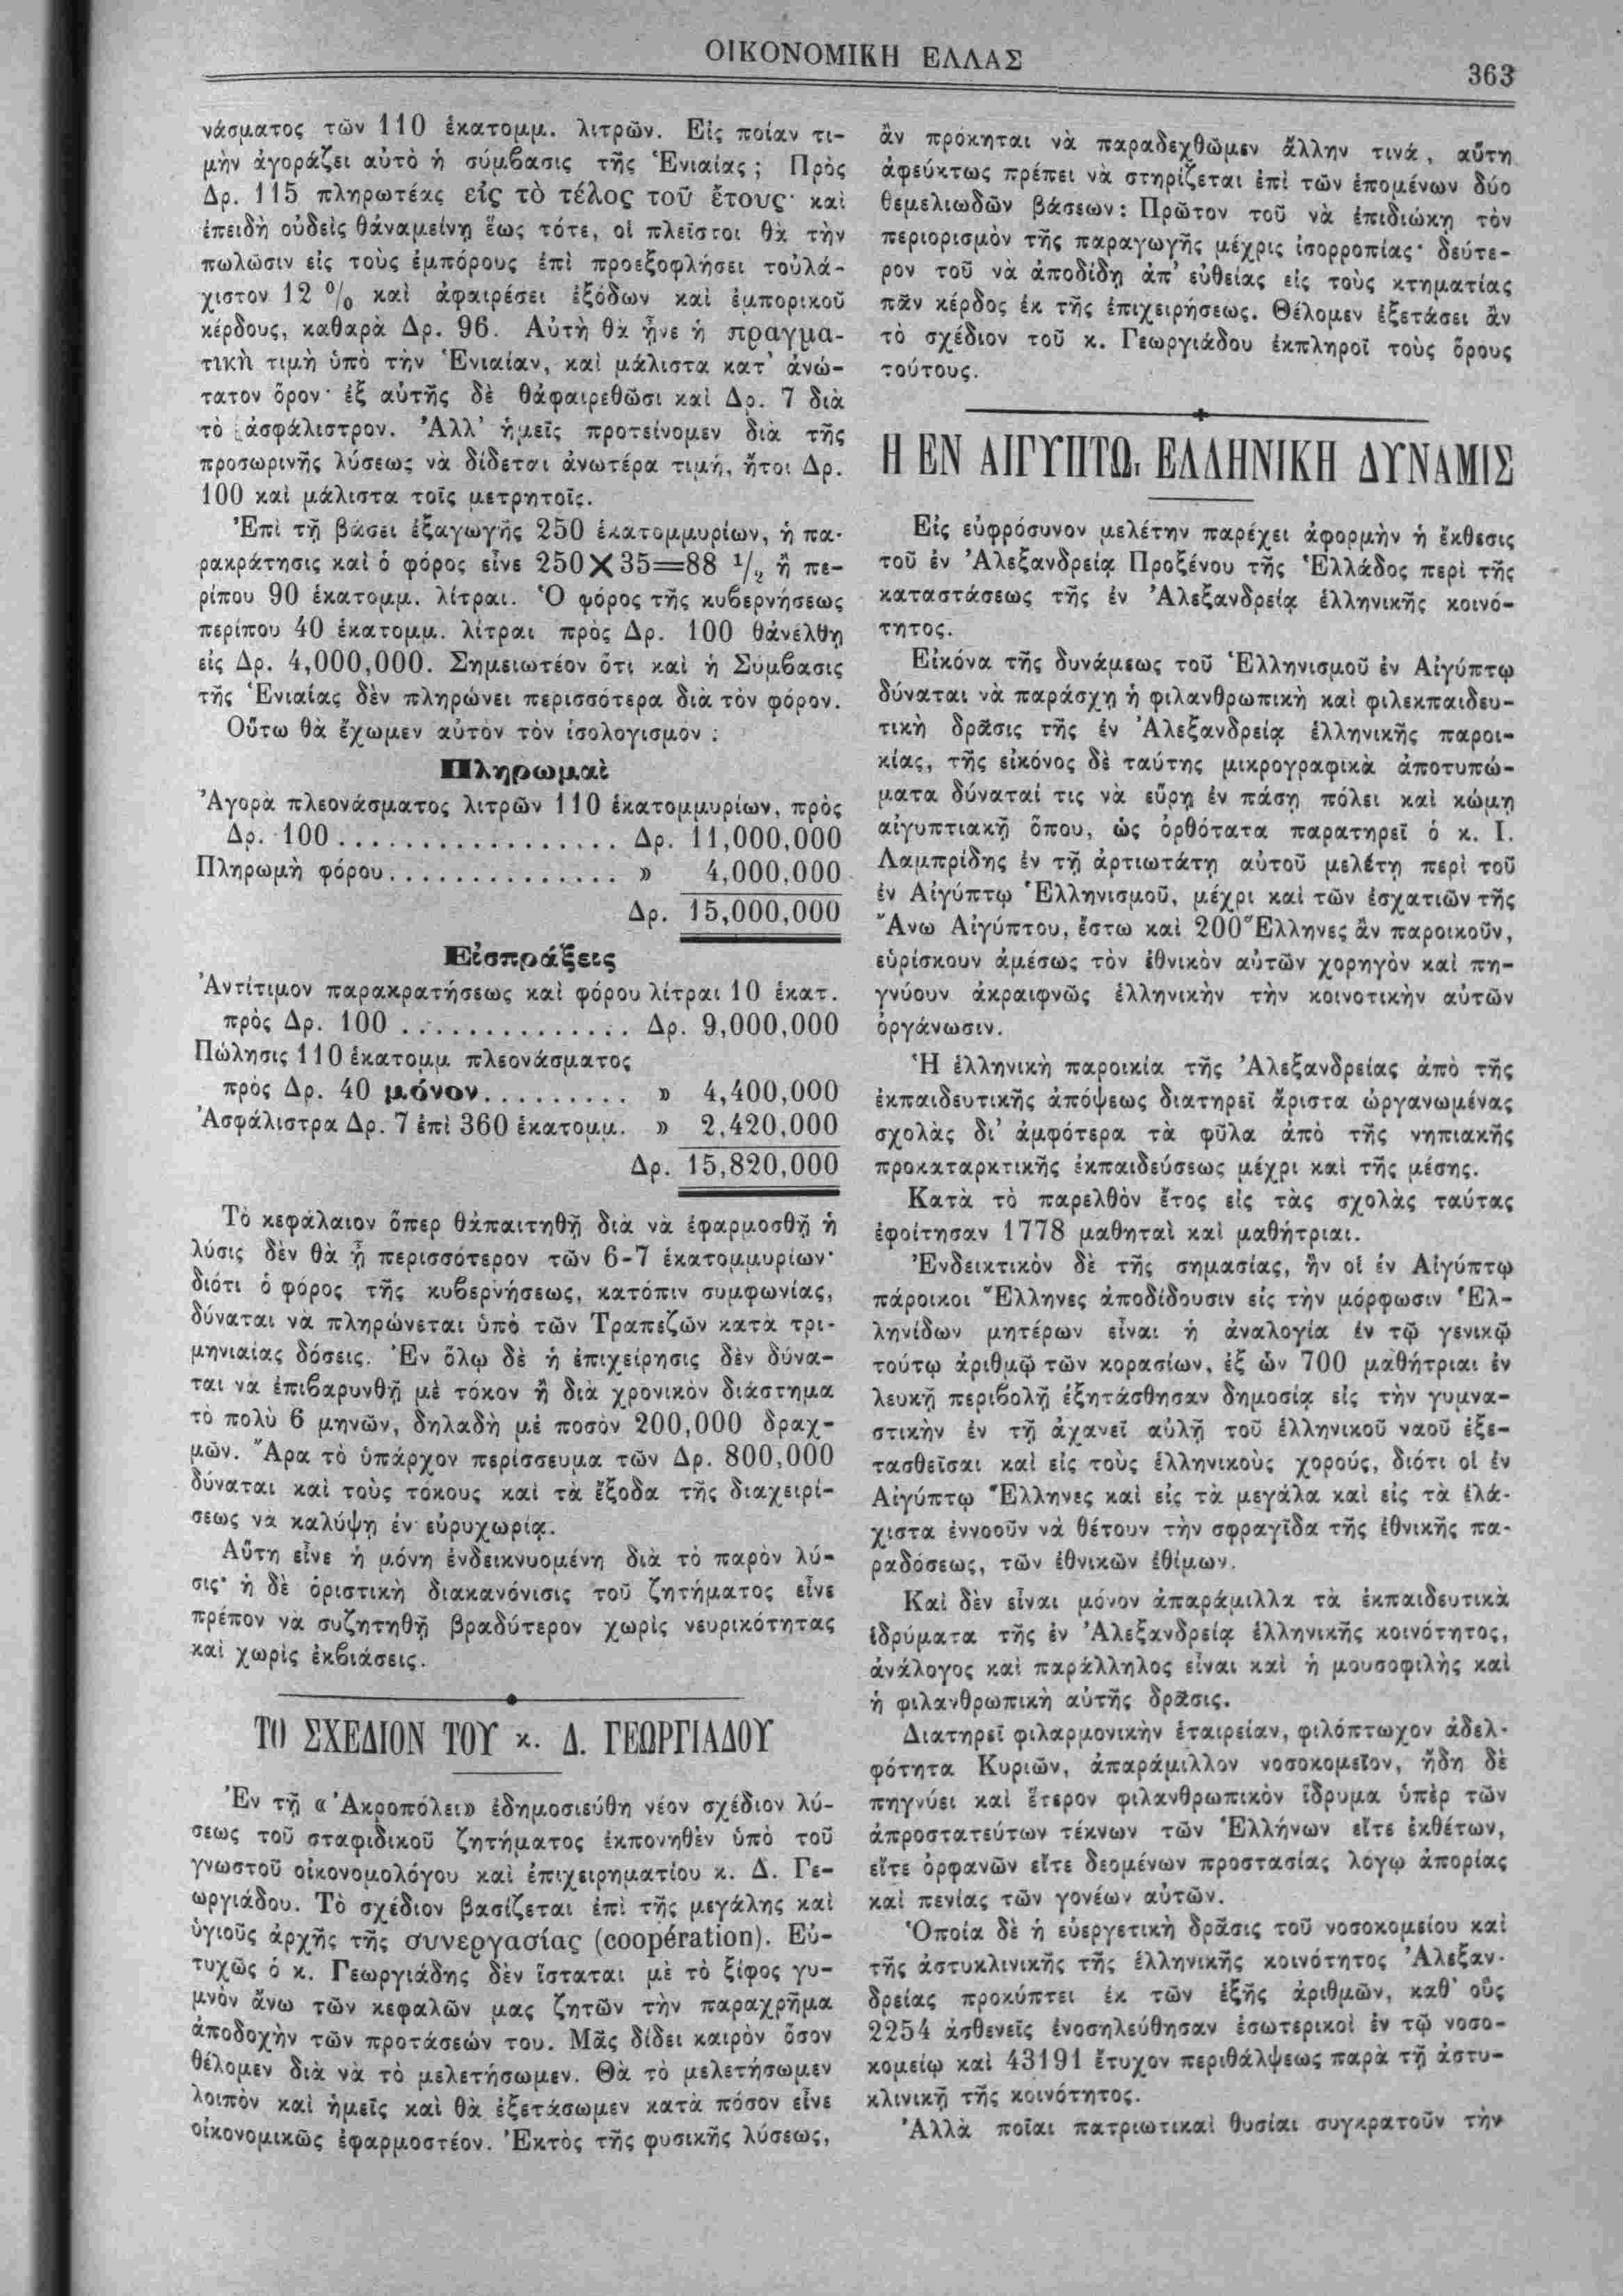 ΟΙΚΟΝΟΜΙΚΗ ΕΛΛΑΣ
363
νάσματος τῶν 110 ἑκατομμ. λιτρῶν. Εἰς ποίαν τι-
μὴν ἀγοράζει αὐτὸ ἡ σύμβασις τῆς Ἑνιαίας ; Πρὸς
Δρ. 115 πληρωτέας εἰς τὸ τέλος τοῦ ἔτους· καὶ
ἐπειδὴ οὐδεὶς θἀναμείνῃ ἕως τότε, οἱ πλεῖστοι θὰ τὴν
πωλῶσιν εἰς τοὺς ἐμπόρους ἐπὶ προεξοφλήσει τοὐλά-
χιστον 12 % καὶ ἀφαιρέσει ἐξόδων καὶ ἐμπορικοῦ
κέρδους, καθαρὰ Δρ. 96. Αὐτὴ θὰ ἦνε ἡ πραγμα-
τικὴ τιμὴ ὑπὸ τὴν Ἑνιαίαν, καὶ μάλιστα κατ' ἀνώ-
τατον ὅρον· ἐξ αὐτῆς δὲ θἀφαιρεθῶσι καὶ Δρ. 7 διὰ
τὸ ἀσφάλιστρον. Ἀλλ' ἡμεῖς προτείνομεν διὰ τῆς
προσωρινῆς λύσεως νὰ δίδεται ἀνωτέρα τιμή, ἤτοι Δρ.
100 καὶ μάλιστα τοῖς μετρητοῖς.
Ἐπὶ τῇ βάσει ἐξαγωγῆς 250 ἑκατομμυρίων, ἡ πα-
ρακράτησις καὶ ὁ φόρος εἶνε 250×35=88 1/2 ἢ πε-
ρίπου 90 ἑκατομμ. λίτραι. Ὁ φόρος τῆς κυβερνήσεως
περίπου 40 ἑκατομμ. λίτραι πρὸς Δρ. 100 θἀνέλθῃ
εἰς Δρ. 4,000,000. Σημειωτέον ὅτι καὶ ἡ Σύμβασις
τῆς Ἑνιαίας δὲν πληρώνει περισσότερα διὰ τὸν φόρον.
Οὕτω θὰ ἔχωμεν αὐτὸν τὸν ἰσολογισμὸν :
Πληρωμαὶ
Ἀγορὰ πλεονάσματος λιτρῶν 110 ἑκατομμυρίων, πρὸς
Δρ. 100 . . . . . . . . . . . . . . . . . Δρ. 11,000,000
Πληρωμὴ φόρου . . . . . . . . . . . . . . » 4,000,000
Δρ. 15,000,000
Εἰσπράξεις
Ἀντίτιμον παρακρατήσεως καὶ φόρου λίτραι 10 ἑκατ.
πρὸς Δρ. 100 . . . . . . . . . . . . . . Δρ. 9,000,000
Πώλησις 110 ἑκατομμ πλεονάσματος
πρὸς Δρ. 40 μόνον . . . . . . . . . » 4,400,000
Ἀσφάλιστρα Δρ. 7 ἐπὶ 360 ἑκατομμ. » 2,420,000
Δρ. 15,820,000
Τὸ κεφάλαιον ὅπερ θἀπαιτηθῇ διὰ νὰ ἐφαρμοσθῇ ἡ
λύσις δὲν θὰ ᾖ περισσότερον τῶν 6-7 ἑκατομμυρίων·
διότι ὁ φόρος τῆς κυβερνήσεως, κατόπιν συμφωνίας,
δύναται νὰ πληρώνεται ὑπὸ τῶν Τραπεζῶν κατὰ τρι-
μηνιαίας δόσεις. Ἐν ὅλῳ δὲ ἡ ἐπιχείρησις δὲν δύνα-
ται νὰ ἐπιβαρυνθῇ μὲ τόκον ἢ διὰ χρονικὸν διάστημα
τὸ πολὺ 6 μηνῶν, δηλαδὴ μὲ ποσὸν 200,000 δραχ-
μῶν. Ἄρα τὸ ὑπάρχον περίσσευμα τῶν Δρ. 800,000
δύναται καὶ τοὺς τόκους καὶ τὰ ἔξοδα τῆς διαχειρί-
σεως νὰ καλύψῃ ἐν εὐρυχωρίᾳ.
Αὕτη εἶνε ἡ μόνη ἐνδεικνυομένη διὰ τὸ παρὸν λύ-
σις· ἡ δὲ ὁριστικὴ διακανόνισις τοῦ ζητήματος εἶνε
πρέπον νὰ συζητηθῇ βραδύτερον χωρὶς νευρικότητας
καὶ χωρὶς ἐκβιάσεις.
ΤΟ ΣΧΕΔΙΟΝ ΤΟΥ κ. Δ. ΓΕΩΡΓΙΑΔΟΥ
Ἐν τῇ «Ἀκροπόλει» ἐδημοσιεύθη νέον σχέδιον λύ-
σεως τοῦ σταφιδικοῦ ζητήματος ἐκπονηθὲν ὑπὸ τοῦ
γνωστοῦ οἰκονομολόγου καὶ ἐπιχειρηματίου κ. Δ. Γε-
ωργιάδου. Τὸ σχέδιον βασίζεται ἐπὶ τῆς μεγάλης καὶ
ὑγιοῦς ἀρχῆς τῆς συνεργασίας (coopération). Εὐ-
τυχῶς ὁ κ. Γεωργιάδης δὲν ἵσταται μὲ τὸ ξίφος γυ-
μνὸν ἄνω τῶν κεφαλῶν μας ζητῶν τὴν παραχρῆμα
ἀποδοχὴν τῶν προτάσεών του. Μᾶς δίδει καιρὸν ὅσον
θέλομεν διὰ νὰ τὸ μελετήσωμεν. Θὰ τὸ μελετήσωμεν
λοιπὸν καὶ ἡμεῖς καὶ θὰ ἐξετάσωμεν κατὰ πόσον εἶνε
οἰκονομικῶς ἐφαρμοστέον. Ἐκτὸς τῆς φυσικῆς λύσεως,
ἂν πρόκηται νὰ παραδεχθῶμεν ἄλλην τινά, αὕτη
ἀφεύκτως πρέπει νὰ στηρίζεται ἐπὶ τῶν ἑπομένων δύο
θεμελιωδῶν βάσεων: Πρῶτον τοῦ νὰ ἐπιδιώκῃ τὸν
περιορισμὸν τῆς παραγωγῆς μέχρις ἰσορροπίας· δεύτε-
ρον τοῦ νὰ ἀποδίδῃ ἀπ' εὐθείας εἰς τοὺς κτηματίας
πᾶν κέρδος ἐκ τῆς ἐπιχειρήσεως. Θέλομεν ἐξετάσει ἂν
τὸ σχέδιον τοῦ κ. Γεωργιάδου ἐκπληροῖ τοὺς ὅρους
τούτους.
Η ΕΝ ΑΙΓΥΠΤΩι ΕΛΛΗΝΙΚΗ ΔΥΝΑΜΙΣ
Εἰς εὐφρόσυνον μελέτην παρέχει ἀφορμὴν ἡ ἔκθεσις
τοῦ ἐν Ἀλεξανδρείᾳ Προξένου τῆς Ἑλλάδος περὶ τῆς
καταστάσεως τῆς ἐν Ἀλεξανδρείᾳ ἑλληνικῆς κοινό-
τητος.
Εἰκόνα τῆς δυνάμεως τοῦ Ἑλληνισμοῦ ἐν Αἰγύπτῳ
δύναται νὰ παράσχῃ ἡ φιλανθρωπικὴ καὶ φιλεκπαιδευ-
τικὴ δρᾶσις τῆς ἐν Ἀλεξανδρείᾳ ἑλληνικῆς παροι-
κίας, τῆς εἰκόνος δὲ ταύτης μικρογραφικὰ ἀποτυπώ-
ματα δύναταί τις νὰ εὕρῃ ἐν πάσῃ πόλει καὶ κώμῃ
αἰγυπτιακῇ ὅπου, ὡς ὀρθότατα παρατηρεῖ ὁ κ. Ι.
Λαμπρίδης ἐν τῇ ἀρτιωτάτῃ αὐτοῦ μελέτῃ περὶ τοῦ
ἐν Αἰγύπτῳ Ἑλληνισμοῦ, μέχρι καὶ τῶν ἐσχατιῶν τῆς
Ἄνω Αἰγύπτου, ἔστω καὶ 200 Ἕλληνες ἂν παροικοῦν,
εὑρίσκουν ἀμέσως τὸν ἐθνικὸν αὐτῶν χορηγὸν καὶ πη-
γνύουν ἀκραιφνῶς ἑλληνικὴν τὴν κοινοτικὴν αὐτῶν
ὀργάνωσιν.
Ἡ ἑλληνικὴ παροικία τῆς Ἀλεξανδρείας ἀπὸ τῆς
ἐκπαιδευτικῆς ἀπόψεως διατηρεῖ ἄριστα ὠργανωμένας
σχολὰς δι' ἀμφότερα τὰ φῦλα ἀπὸ τῆς νηπιακῆς
προκαταρκτικῆς ἐκπαιδεύσεως μέχρι καὶ τῆς μέσης.
Κατὰ τὸ παρελθὸν ἔτος εἰς τὰς σχολὰς ταύτας
ἐφοίτησαν 1778 μαθηταὶ καὶ μαθήτριαι.
Ἐνδεικτικὸν δὲ τῆς σημασίας, ἣν οἱ ἐν Αἰγύπτῳ
πάροικοι Ἕλληνες ἀποδίδουσιν εἰς τὴν μόρφωσιν Ἑλ-
ληνίδων μητέρων εἶναι ἡ ἀναλογία ἐν τῷ γενικῷ
τούτῳ ἀριθμῷ τῶν κορασίων, ἐξ ὧν 700 μαθήτριαι ἐν
λευκῇ περιβολῇ ἐξητάσθησαν δημοσίᾳ εἰς τὴν γυμνα-
στικὴν ἐν τῇ ἀχανεῖ αὐλῇ τοῦ ἑλληνικοῦ ναοῦ ἐξε-
τασθεῖσαι καὶ εἰς τοὺς ἑλληνικοὺς χορούς, διότι οἱ ἐν
Αἰγύπτῳ Ἕλληνες καὶ εἰς τὰ μεγάλα καὶ εἰς τὰ ἐλά-
χιστα ἐννοοῦν νὰ θέτουν τὴν σφραγῖδα τῆς ἐθνικῆς πα-
ραδόσεως, τῶν ἐθνικῶν ἐθίμων.
Καὶ δὲν εἶναι μόνον ἀπαράμιλλα τὰ ἐκπαιδευτικὰ
ἱδρύματα τῆς ἐν Ἀλεξανδρείᾳ ἑλληνικῆς κοινότητος,
ἀνάλογος καὶ παράλληλος εἶναι καὶ ἡ μουσοφιλὴς καὶ
ἡ φιλανθρωπικὴ αὐτῆς δρᾶσις.
Διατηρεῖ φιλαρμονικὴν ἑταιρείαν, φιλόπτωχον ἀδελ-
φότητα Κυριῶν, ἀπαράμιλλον νοσοκομεῖον, ἤδη δὲ
πηγνύει καὶ ἕτερον φιλανθρωπικὸν ἵδρυμα ὑπὲρ τῶν
ἀπροστατεύτων τέκνων τῶν Ἑλλήνων εἴτε ἐκθέτων,
εἴτε ὀρφανῶν εἴτε δεομένων προστασίας λόγῳ ἀπορίας
καὶ πενίας τῶν γονέων αὐτῶν.
Ὁποία δὲ ἡ εὐεργετικὴ δρᾶσις τοῦ νοσοκομείου καὶ
τῆς ἀστυκλινικῆς τῆς ἑλληνικῆς κοινότητος Ἀλεξαν-
δρείας προκύπτει ἐκ τῶν ἑξῆς ἀριθμῶν, καθ' οὓς
2254 ἀσθενεῖς ἐνοσηλεύθησαν ἐσωτερικοὶ ἐν τῷ νοσο-
κομείῳ καὶ 43191 ἔτυχον περιθάλψεως παρὰ τῇ ἀστυ-
κλινικῇ τῆς κοινότητος.
Ἀλλὰ ποῖαι πατριωτικαὶ θυσίαι συγκρατοῦν τὴν